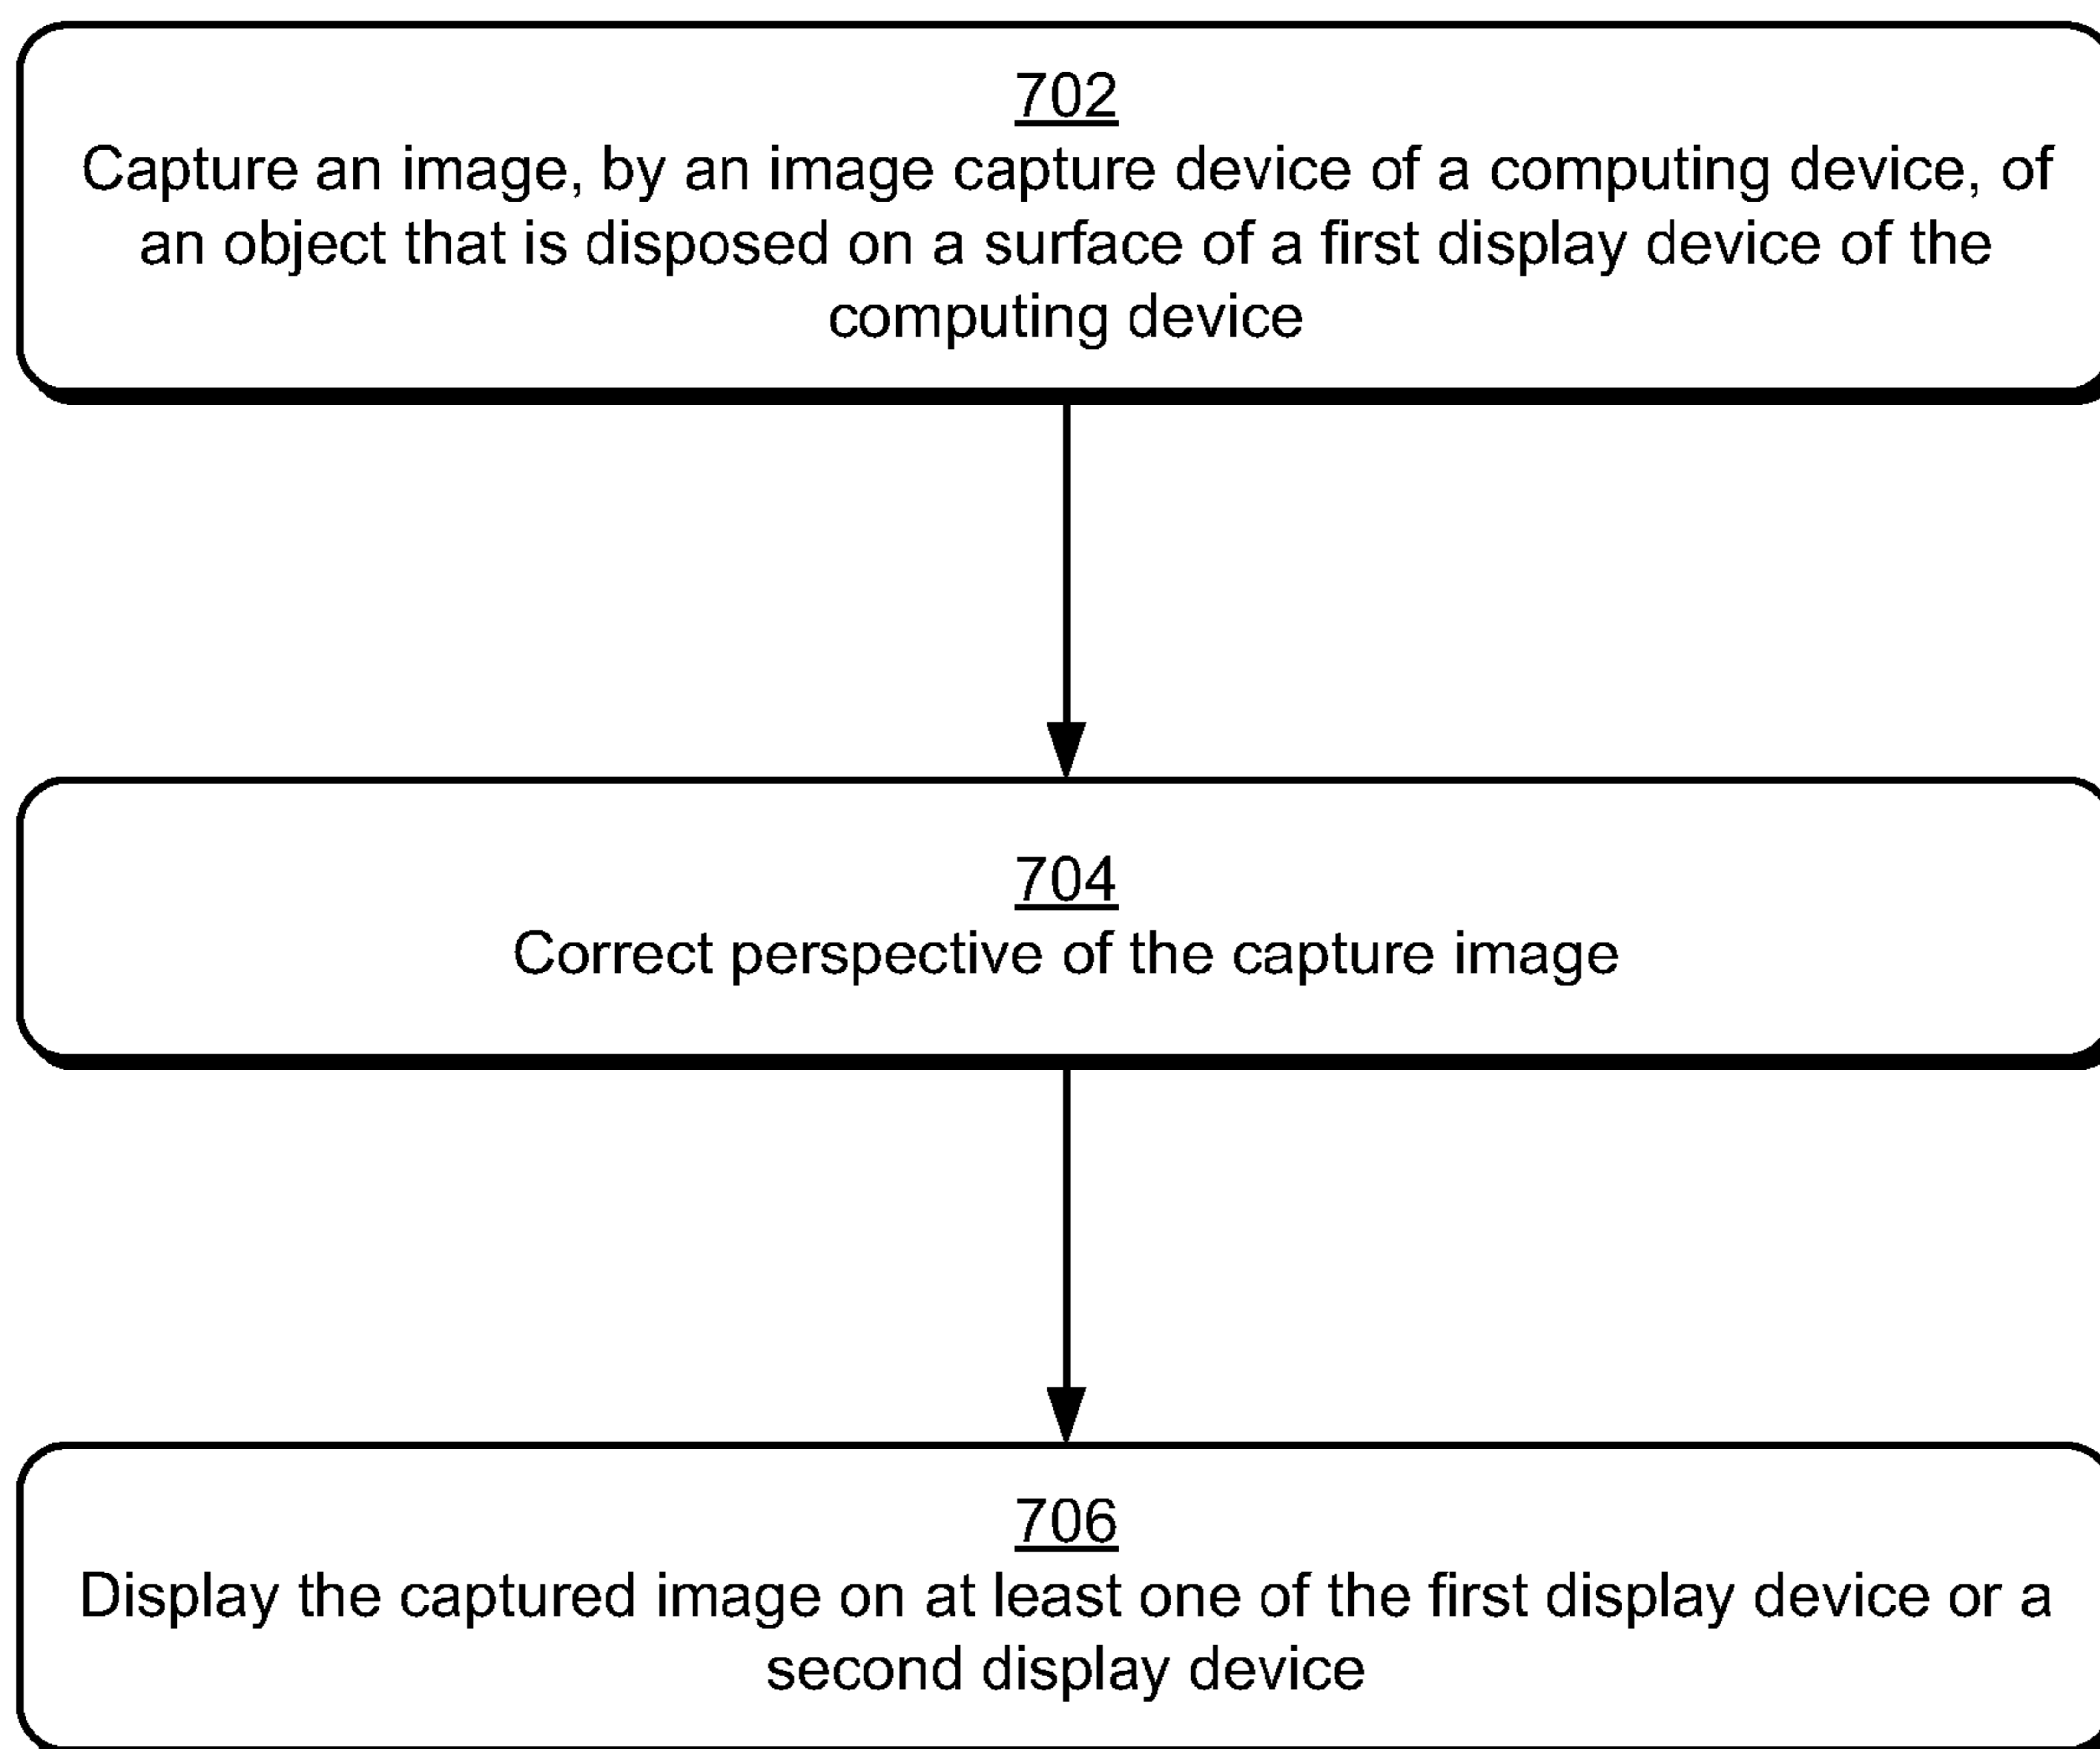 702
Capture an image, by an image capture device of a computing device, of
an object that is disposed on a surface of a first display device of the
computing device
704
Correct perspective of the capture image
706
Display the captured image on at least one of the first display device or a
second display device